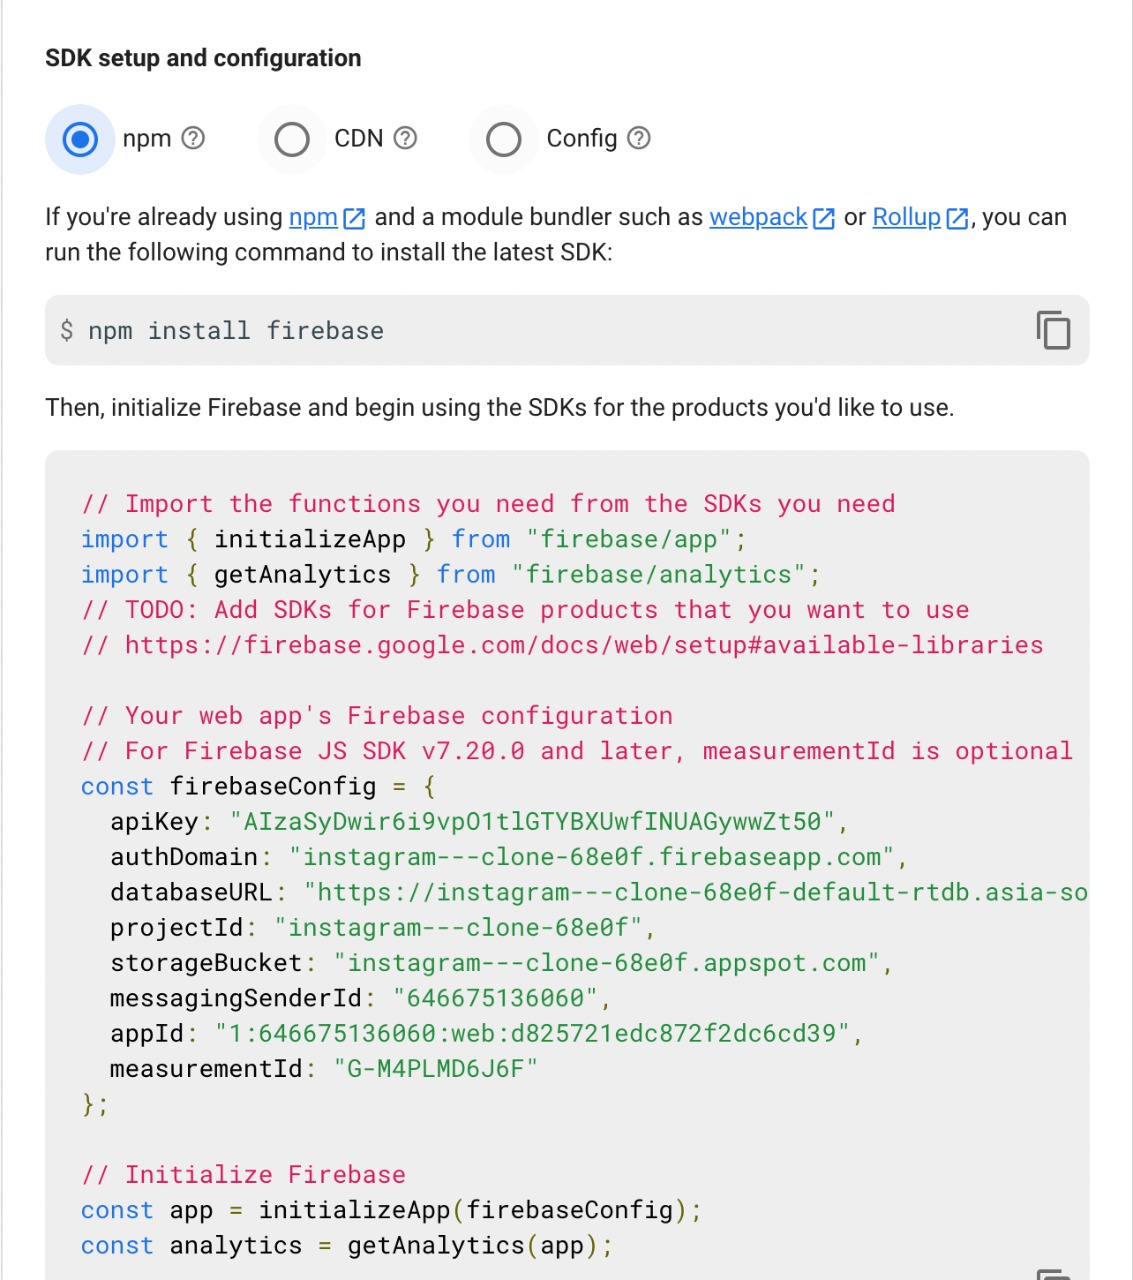 SDK setup and configuration
npm CDN Config
If you're already using npm and a module bundler such as webpack or Rollup, you can
run the following command to install the latest SDK:
$ npm install firebase
Then, initialize Firebase and begin using the SDKs for the products you'd like to use.
// Import the functions you need from the SDKs you need
import { initializeApp } from "firebase/app";
import { getAnalytics } from "firebase/analytics";
// TODO: Add SDKs for Firebase products that you want to use
// https://firebase.google.com/docs/web/setup#available-libraries
// Your web app's Firebase configuration
// For Firebase JS SDK v7.20.0 and later, measurementId is optional
const firebaseConfig = {
apiKey: "AIzaSyDwir6i9vpO1tlGTYBXUwfINUAGywwZt50",
authDomain: "instagram---clone-68e0f.firebaseapp.com",
databaseURL: "https://instagram---clone-68e0f-default-rtdb.asia-so
projectId: "instagram---clone-68e0f",
storageBucket: "instagram---clone-68e0f.appspot.com",
messagingSenderId: "646675136060",
appId: "1:646675136060:web:d825721edc872f2dc6cd39",
measurementId: "G-M4PLMD6J6F"
};
// Initialize Firebase
const app = initializeApp(firebaseConfig);
const analytics = getAnalytics(app);